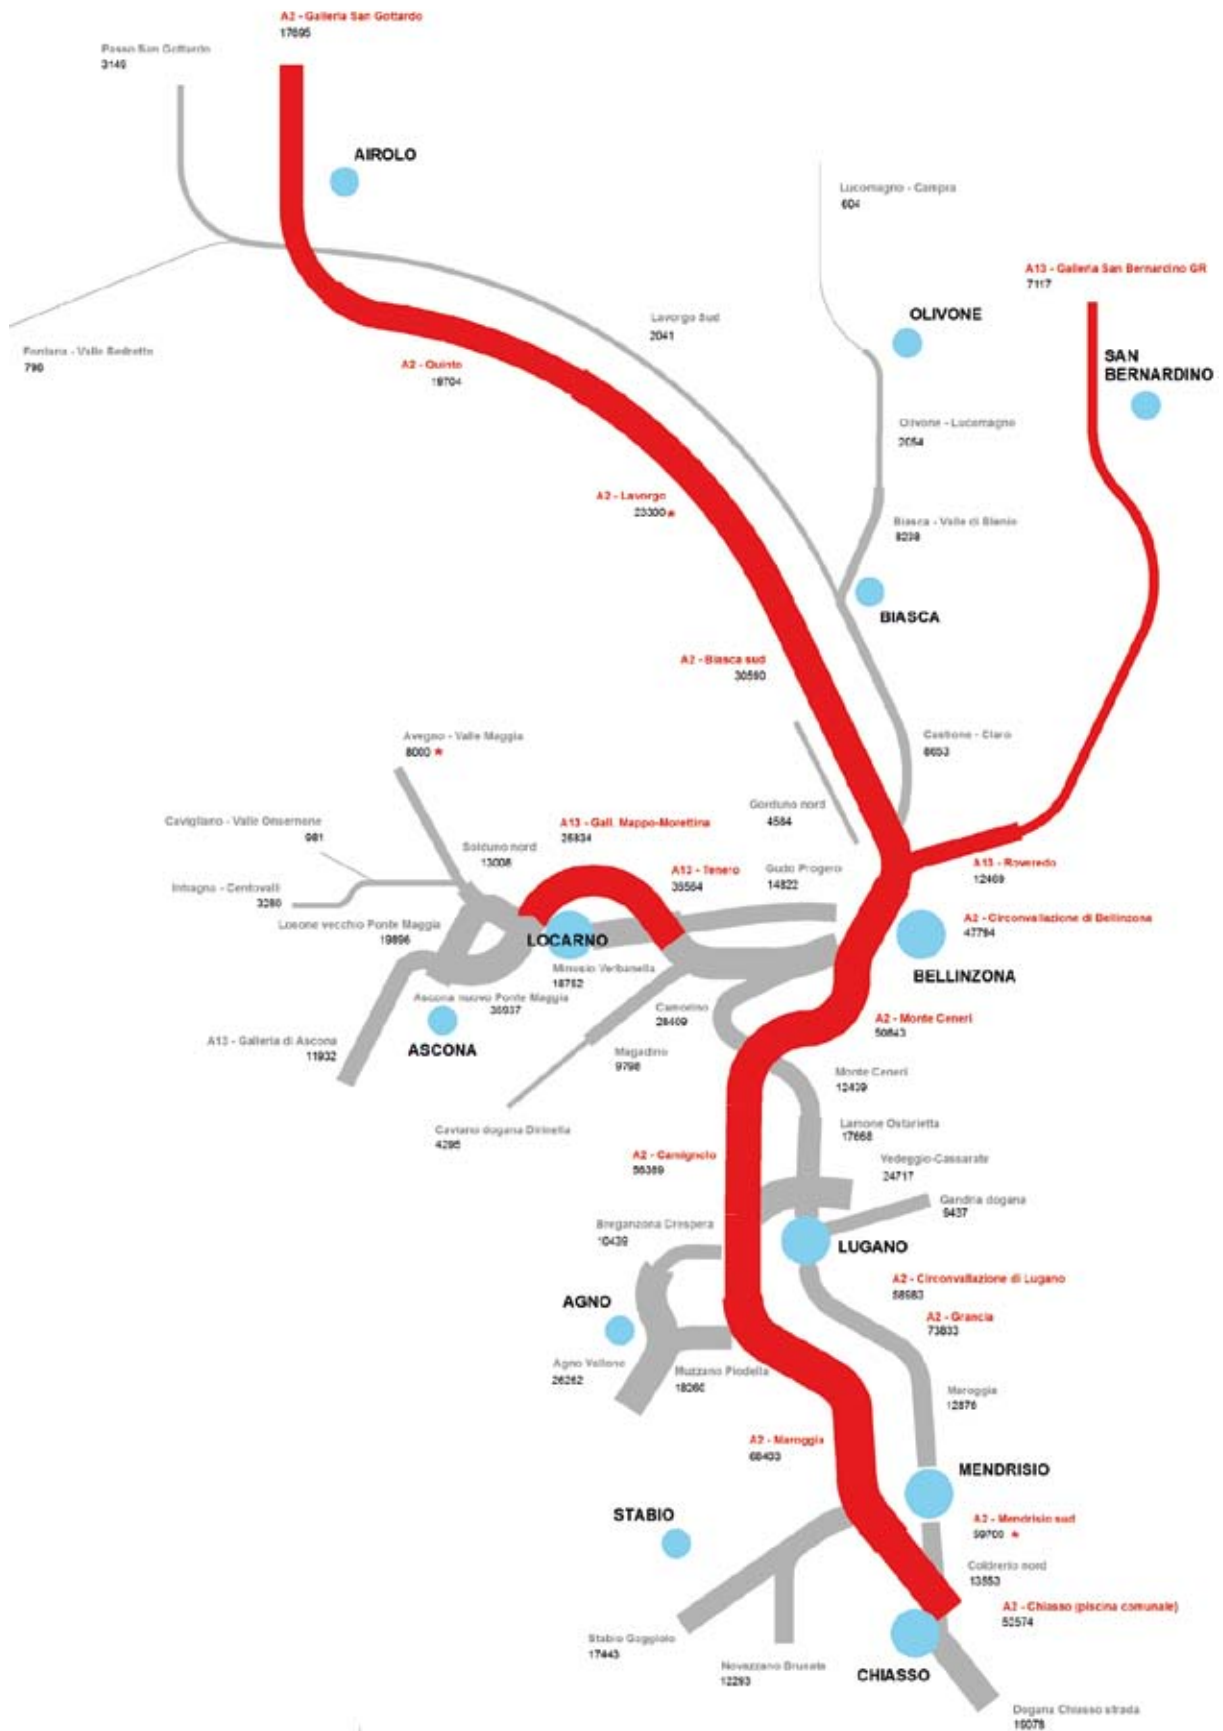 A2 - Galleria San Gottardo
17695
Passo San Gottardo
3149
AIROLO
Lucomagno - Campra
604
A13 - Galleria San Bernardino GR
7117
OLIVONE
Lavorgo Sud
2041
Fontana - Valle Bedretto
790
A2 - Quinto
19704
SAN
BERNARDINO
Olivone - Lucomagno
2054
A2 - Lavorgo
23300 *
Biasca - Valle di Blenio
8238
BIASCA
A2 - Biasca sud
30590
Avegno - Valle Maggia
8000 *
Castione - Claro
8653
Gorduno nord
4584
Cavigliano - Valle Onsernone
981
A13 - Gall. Mappo-Morettina
Solduno nord
13008
A13 - Tenero
Gudo Progero
14822
A13 - Roveredo
12469
Intragna - Centovalli
3280
Losone vecchio Ponte Maggia
19896
A2 - Circonvallazione di Bellinzona
47794
LOCARNO
Minusio Verbanella
18762
BELLINZONA
Ascona nuovo Ponte Maggia
Camorino
28409
A2 - Monte Ceneri
50843
A13 - Galleria di Ascona
11932
ASCONA
Magadino
9798
Monte Ceneri
12439
Caviano dogana Dirinella
4295
Lamone Ostarietta
17668
A2 - Camignolo
56369
Vedeggio-Cassarate
24717
Gandria dogana
9437
Breganzona Crespera
10439
LUGANO
A2 - Circonvallazione di Lugano
AGNO
A2 - Grancia
73833
Agno Vallone
26262
Muzzano Piodella
Maroggia
12876
A2 - Maroggia
68403
MENDRISIO
STABIO
A2 - Mendrisio sud
59700 *
Coldrerio nord
13553
A2 - Chiasso (piscina comunale)
52574
Stabio Gaggiolo
17443
Novazzano Brusata
12293
CHIASSO
Dogana Chiasso strada